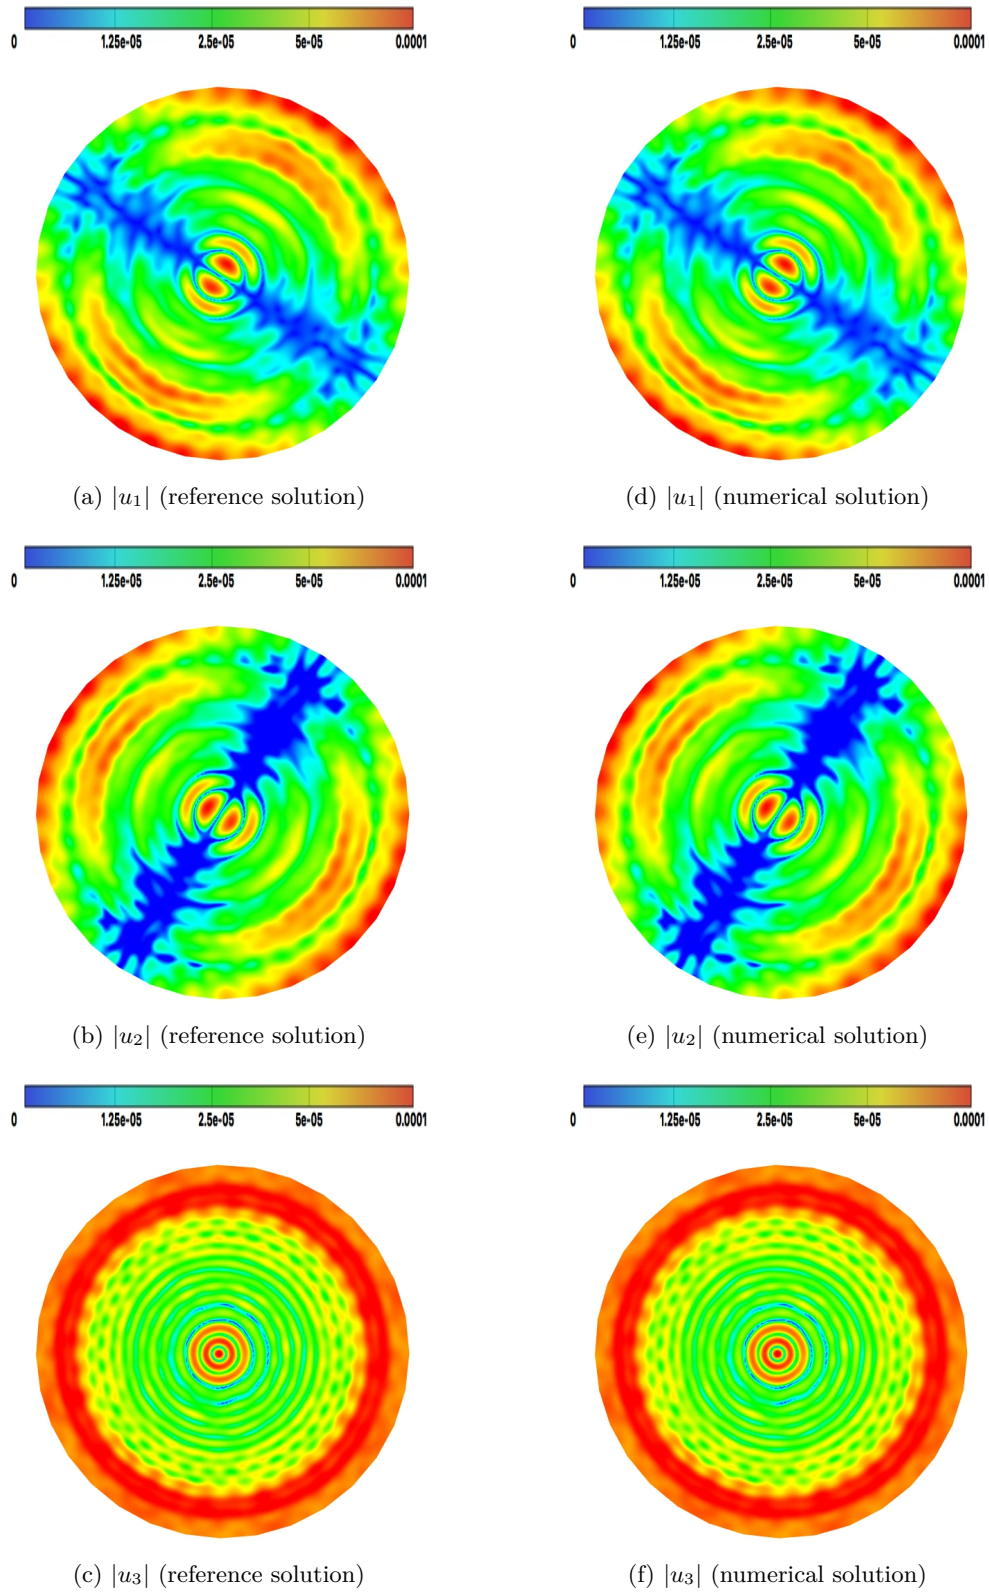 0 1.25e-05 2.5e-05 5e-05 0.0001 0 1.25e-05 2.5e-05 5e-05 0.0001
(a) |u₁| (reference solution) (d) |u₁| (numerical solution)
0 1.25e-05 2.5e-05 5e-05 0.0001 0 1.25e-05 2.5e-05 5e-05 0.0001
(b) |u₂| (reference solution) (e) |u₂| (numerical solution)
0 1.25e-05 2.5e-05 5e-05 0.0001 0 1.25e-05 2.5e-05 5e-05 0.0001
(c) |u₃| (reference solution) (f) |u₃| (numerical solution)